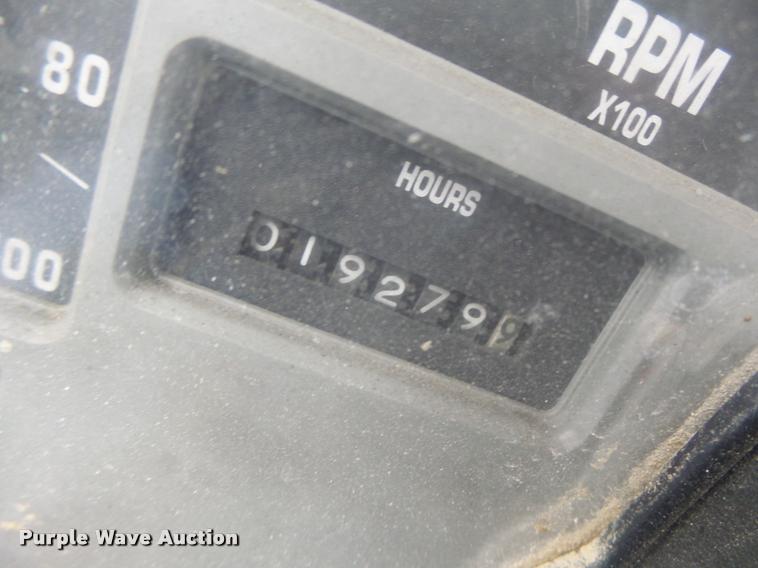 80
00
RPM
X100
HOURS
0192799
Purple Wave Auction